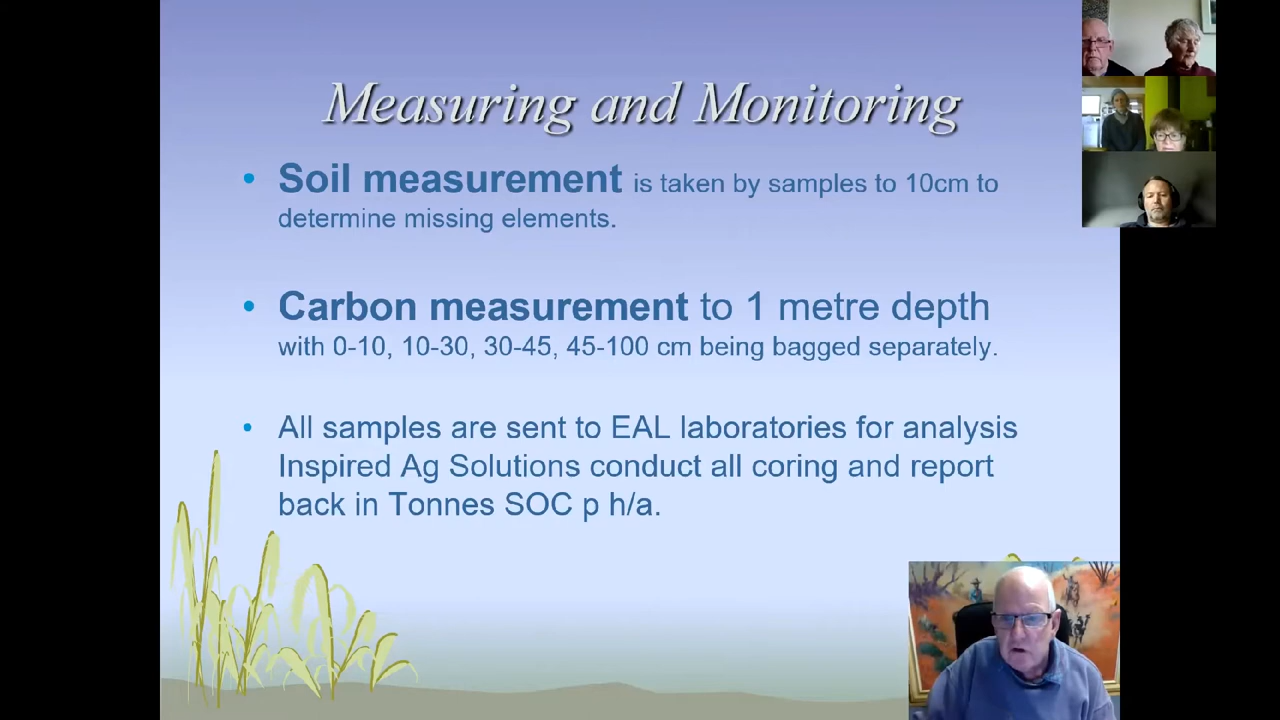 Measuring and Monitoring
• Soil measurement is taken by samples to 10cm to
determine missing elements.
• Carbon measurement to 1 metre depth
with 0-10, 10-30, 30-45, 45-100 cm being bagged separately.
• All samples are sent to EAL laboratories for analysis
Inspired Ag Solutions conduct all coring and report
back in Tonnes SOC p h/a.